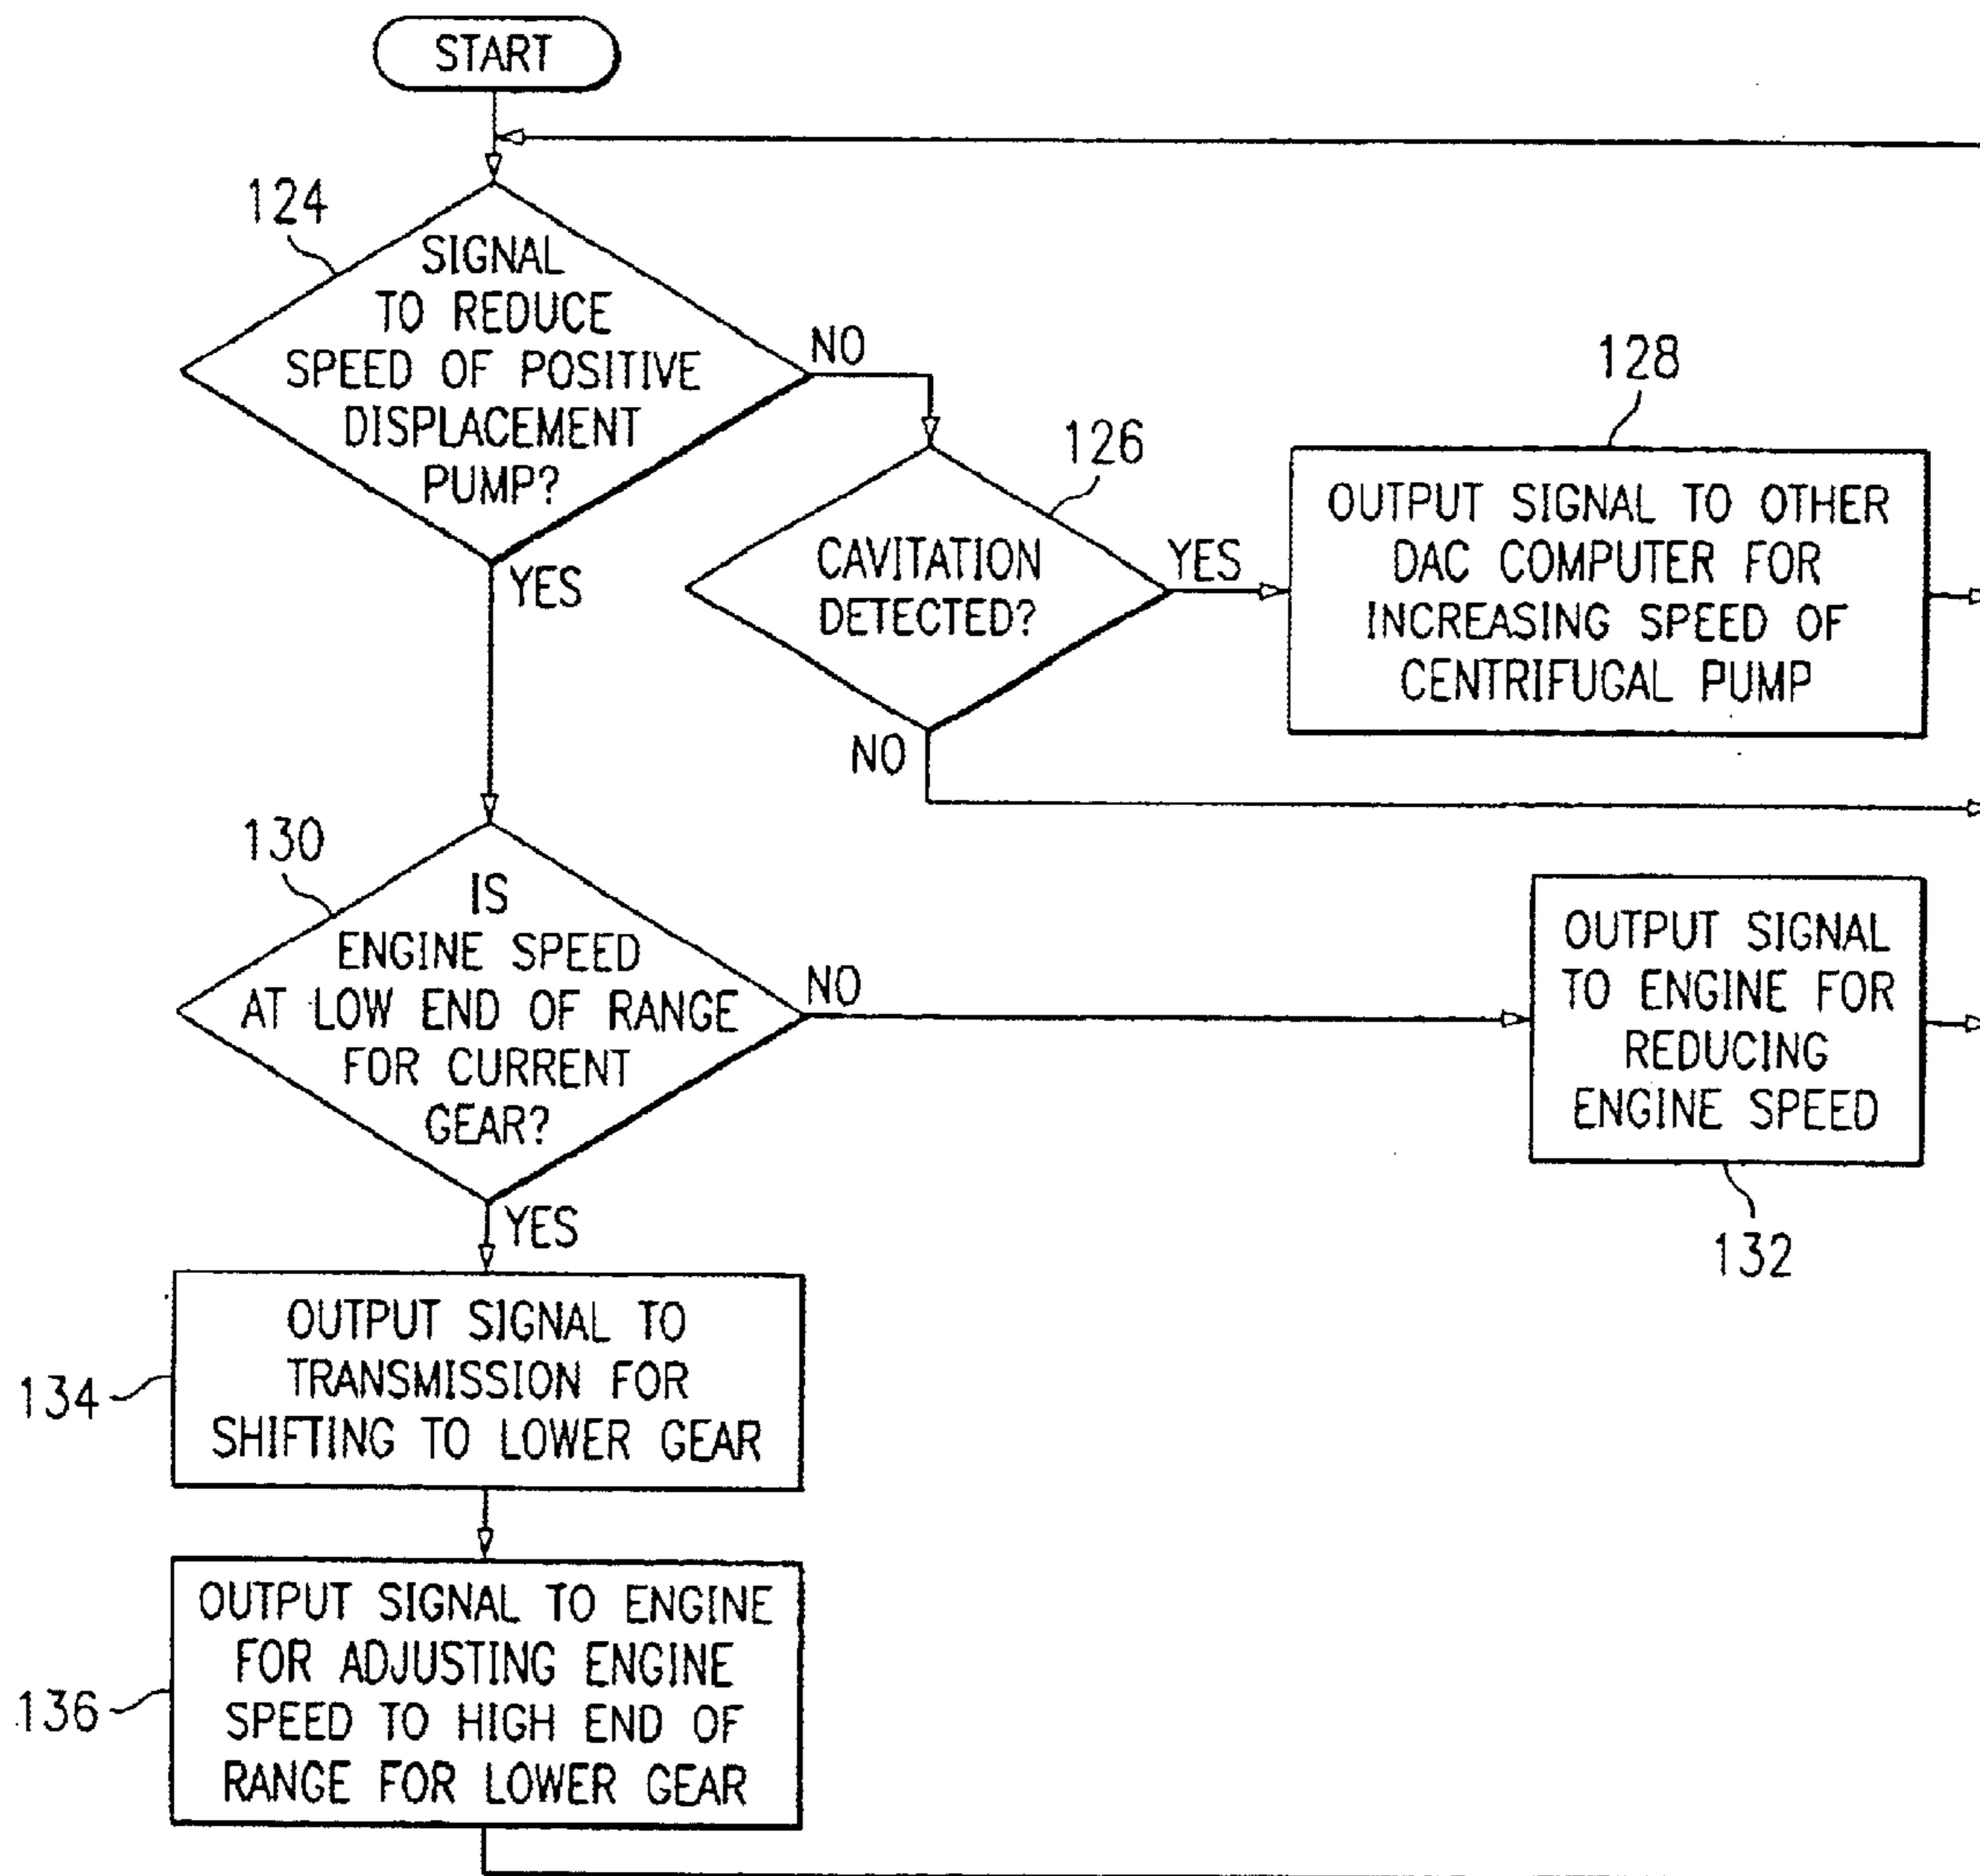 START
124
SIGNAL
TO REDUCE
SPEED OF POSITIVE
DISPLACEMENT
PUMP?
NO
YES
126
CAVITATION
DETECTED?
YES
NO
128
OUTPUT SIGNAL TO OTHER
DAC COMPUTER FOR
INCREASING SPEED OF
CENTRIFUGAL PUMP
130
IS
ENGINE SPEED
AT LOW END OF RANGE
FOR CURRENT
GEAR?
NO
YES
OUTPUT SIGNAL
TO ENGINE FOR
REDUCING
ENGINE SPEED
132
134
OUTPUT SIGNAL TO
TRANSMISSION FOR
SHIFTING TO LOWER GEAR
136
OUTPUT SIGNAL TO ENGINE
FOR ADJUSTING ENGINE
SPEED TO HIGH END OF
RANGE FOR LOWER GEAR